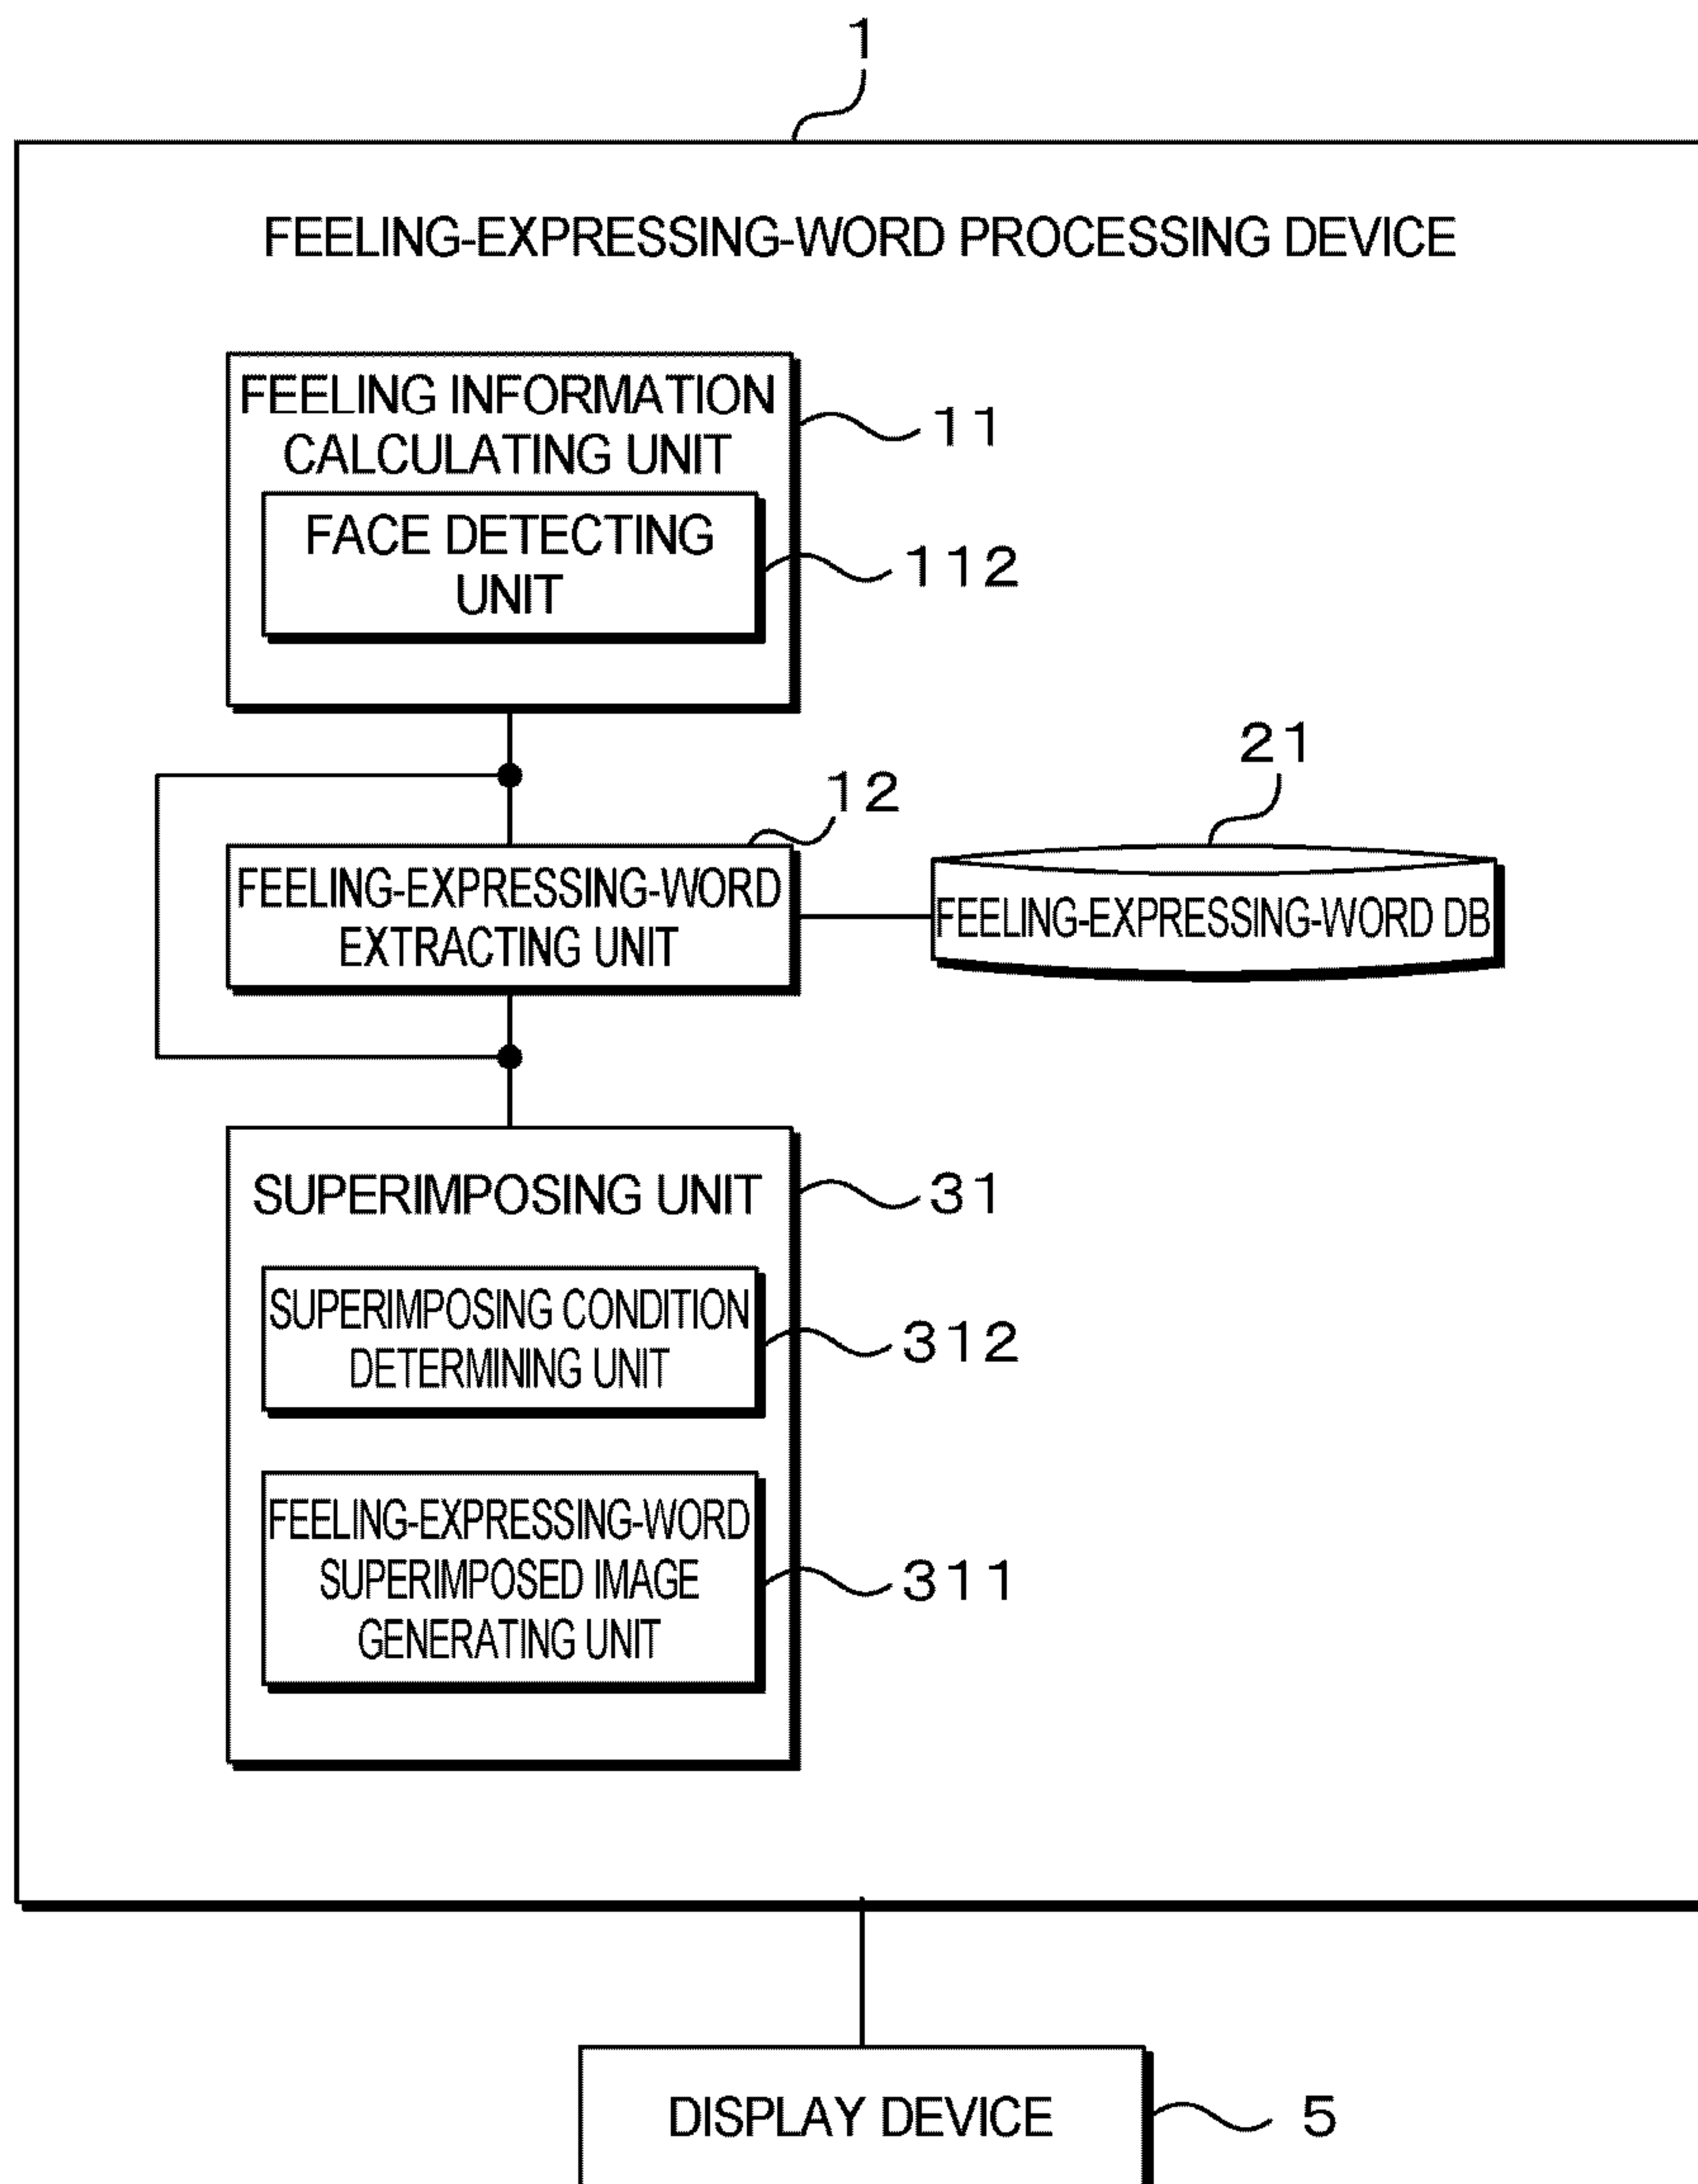 1
FEELING-EXPRESSING-WORD PROCESSING DEVICE
FEELING INFORMATION
CALCULATING UNIT
11
FACE DETECTING
UNIT
112
12
21
FEELING-EXPRESSING-WORD
EXTRACTING UNIT
FEELING-EXPRESSING-WORD DB
SUPERIMPOSING UNIT
31
SUPERIMPOSING CONDITION
DETERMINING UNIT
312
FEELING-EXPRESSING-WORD
SUPERIMPOSED IMAGE
GENERATING UNIT
311
DISPLAY DEVICE
5